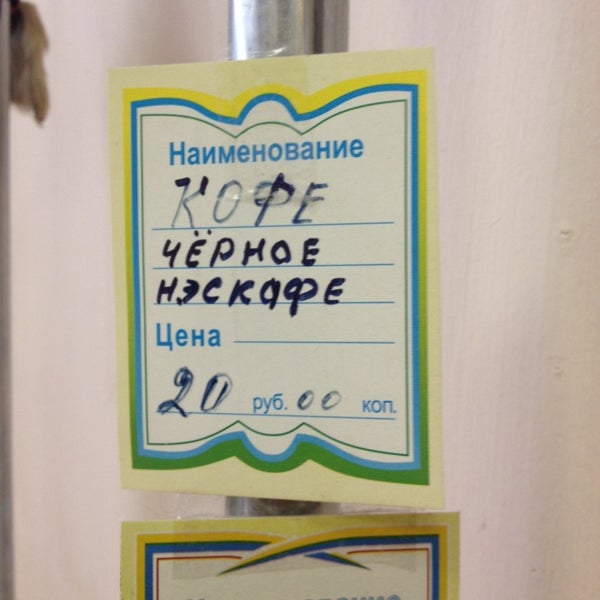 Наименование
КОФЕ
ЧЁРНОЕ
НЭСКАФЕ
Цена
20 руб. 00 коп.